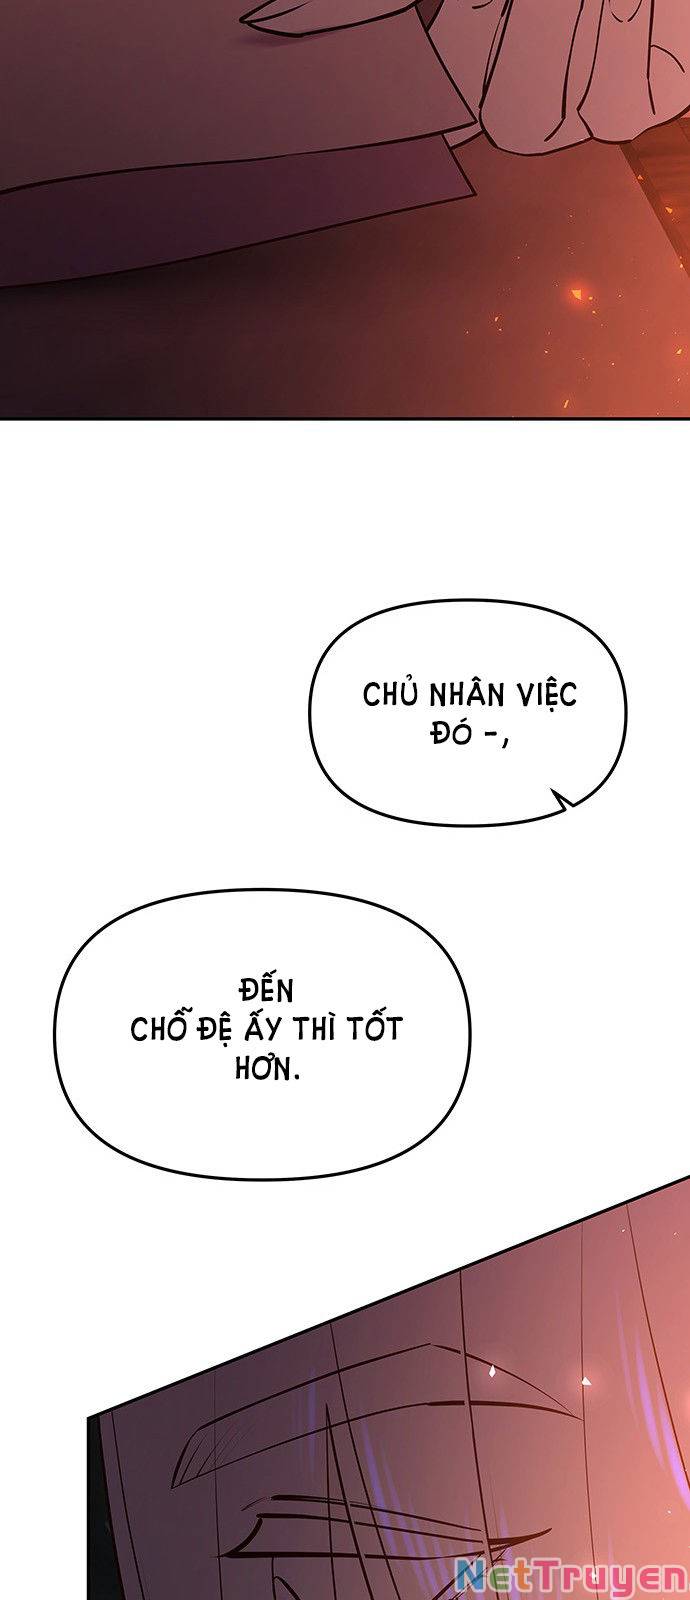 CHỦ NHÂN VIỆC
ĐÓ -,
ĐẾN
CHỖ ĐỆ ẤY THÌ TỐT
HƠN.
NetTruyen